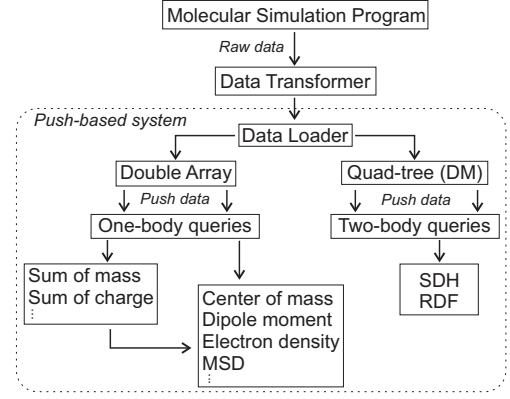 Molecular Simulation Program
Raw data
Data Transformer
Push-based system
Data Loader
Double Array
Quad-tree (DM)
Push data
Push data
One-body queries
Two-body queries
Sum of mass
Sum of charge
⋮
Center of mass
Dipole moment
Electron density
MSD
⋮
SDH
RDF